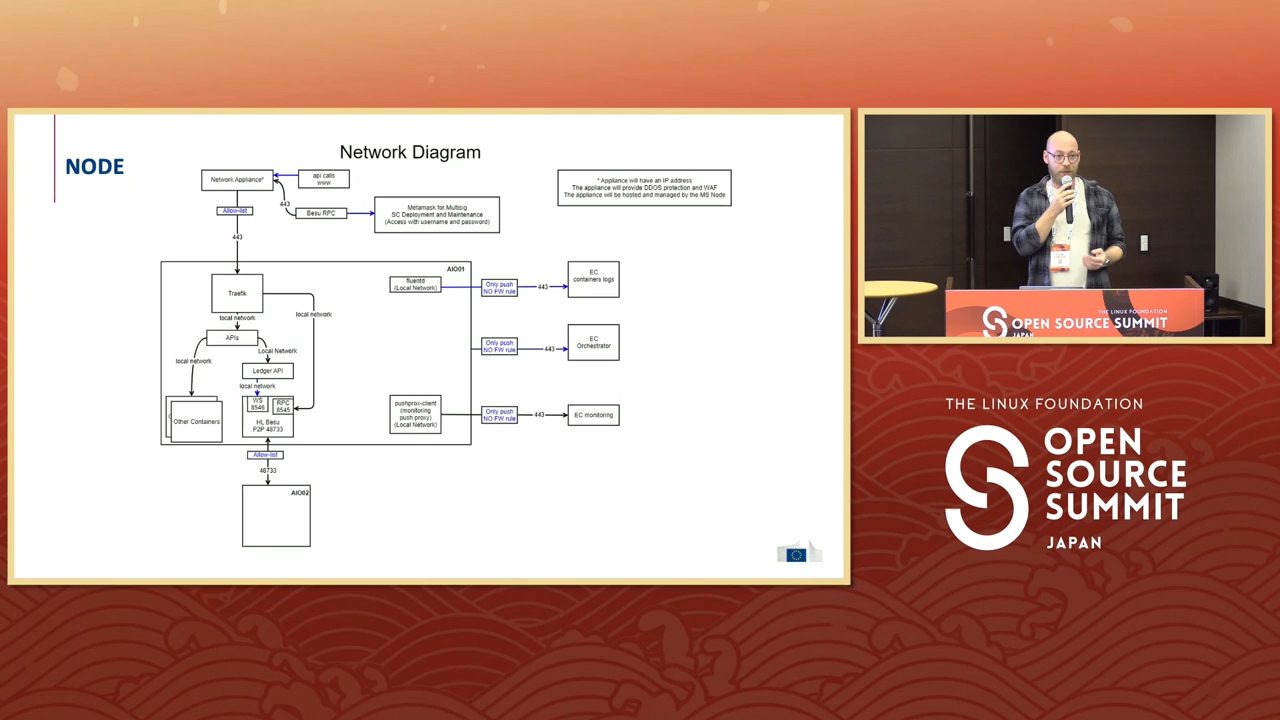 NODE
Network Diagram
Network Appliance*
api calls
www
* Appliance will have an IP address
The appliance will provide DDOS protection and WAF
The appliance will be hosted and managed by the MS Node
443
Allow-list
Besu RPC
Metamask for Multisig
SC Deployment and Maintenance
(Access with username and password)
443
AIO01
Traefik
fluentd
(Local Network)
Only push
NO FW rule
443
EC
containers logs
local network
local network
APIs
Local Network
local network
Only push
NO FW rule
443
EC
Orchestrator
Ledger API
local network
WS
8546
RPC
8545
HL Besu
P2P 48733
Other Containers
pushprox-client
(monitoring
push proxy)
(Local Network)
Only push
NO FW rule
443
EC monitoring
Allow-list
48733
AIO02
THE LINUX FOUNDATION
OPEN SOURCE SUMMIT
JAPAN
THE LINUX FOUNDATION
OPEN
SOURCE
SUMMIT
JAPAN